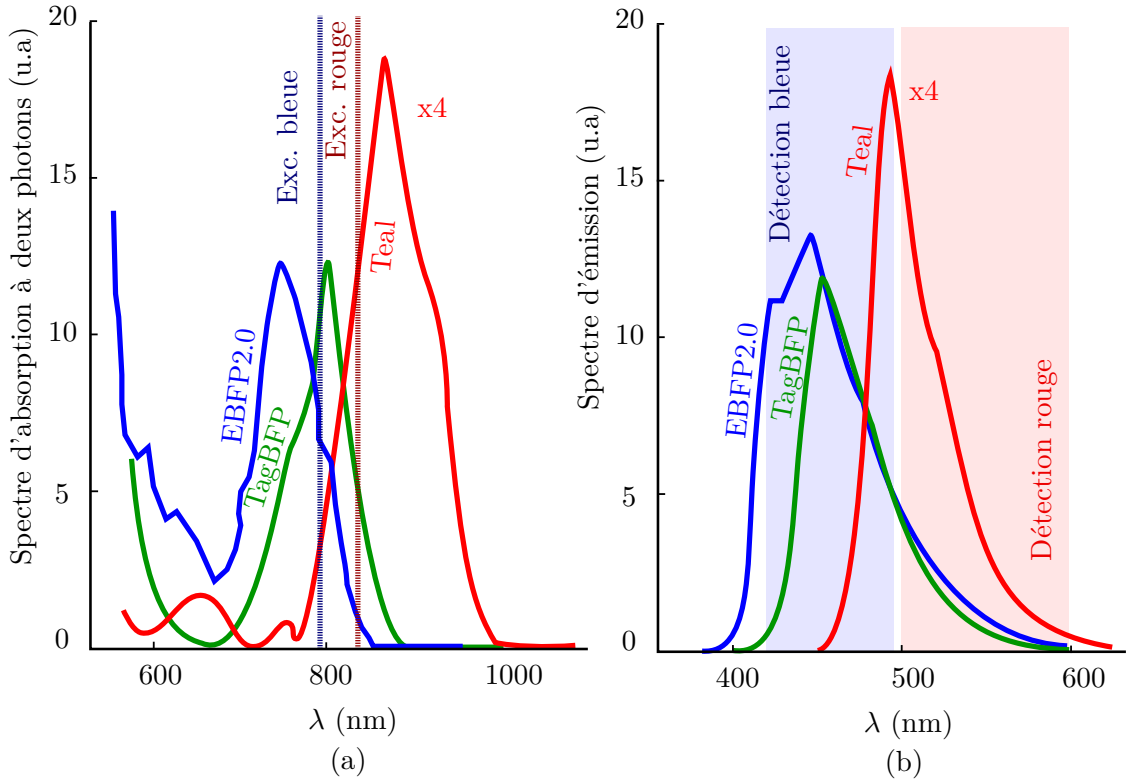 Spectre d'absorption à deux photons (u.a)
20
15
10
5
0
600
800
1000
λ (nm)
(a)
EBFP2.0
TagBFP
Exc. bleue
Exc. rouge
Teal
x4
Spectre d'émission (u.a)
20
15
10
5
0
400
500
600
λ (nm)
(b)
EBFP2.0
TagBFP
Détection bleue
Teal
x4
Détection rouge